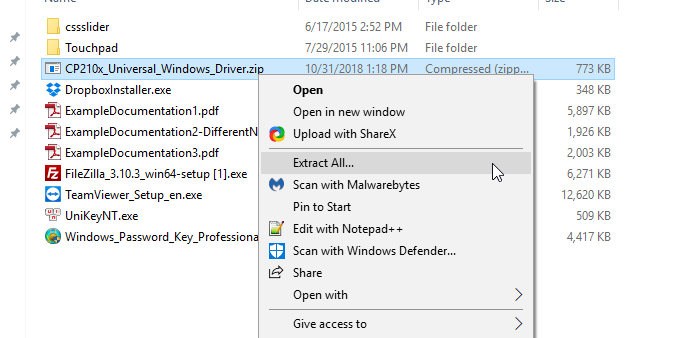 Name
cssslider 6/17/2015 2:52 PM File folder
Touchpad 7/29/2015 11:06 PM File folder
CP210x_Universal_Windows_Driver.zip 10/31/2018 1:18 PM Compressed (zipp... 773 KB
DropboxInstaller.exe 348 KB
ExampleDocumentation1.pdf 5,897 KB
ExampleDocumentation2-DifferentN 1,926 KB
ExampleDocumentation3.pdf 2,003 KB
FileZilla_3.10.3_win64-setup [1].exe 6,271 KB
TeamViewer_Setup_en.exe 12,620 KB
UniKeyNT.exe 509 KB
Windows_Password_Key_Professiona 4,417 KB
Open
Open in new window
Upload with ShareX
Extract All...
Scan with Malwarebytes
Pin to Start
Edit with Notepad++
Scan with Windows Defender...
Share
Open with
Give access to